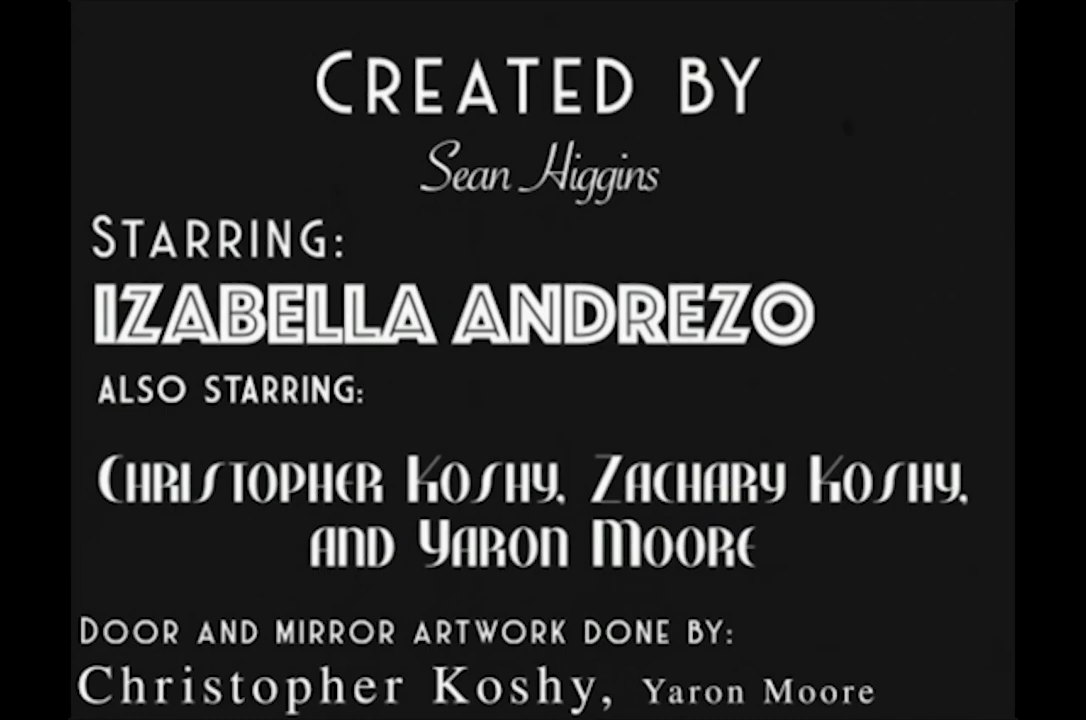 CREATED BY
Sean Higgins
STARRING:
IZABELLA ANDREZO
ALSO STARRING:
CHRISTOPHER KOSHY, ZACHARY KOSHY,
AND YARON MOORE
DOOR AND MIRROR ARTWORK DONE BY:
Christopher Koshy, Yaron Moore